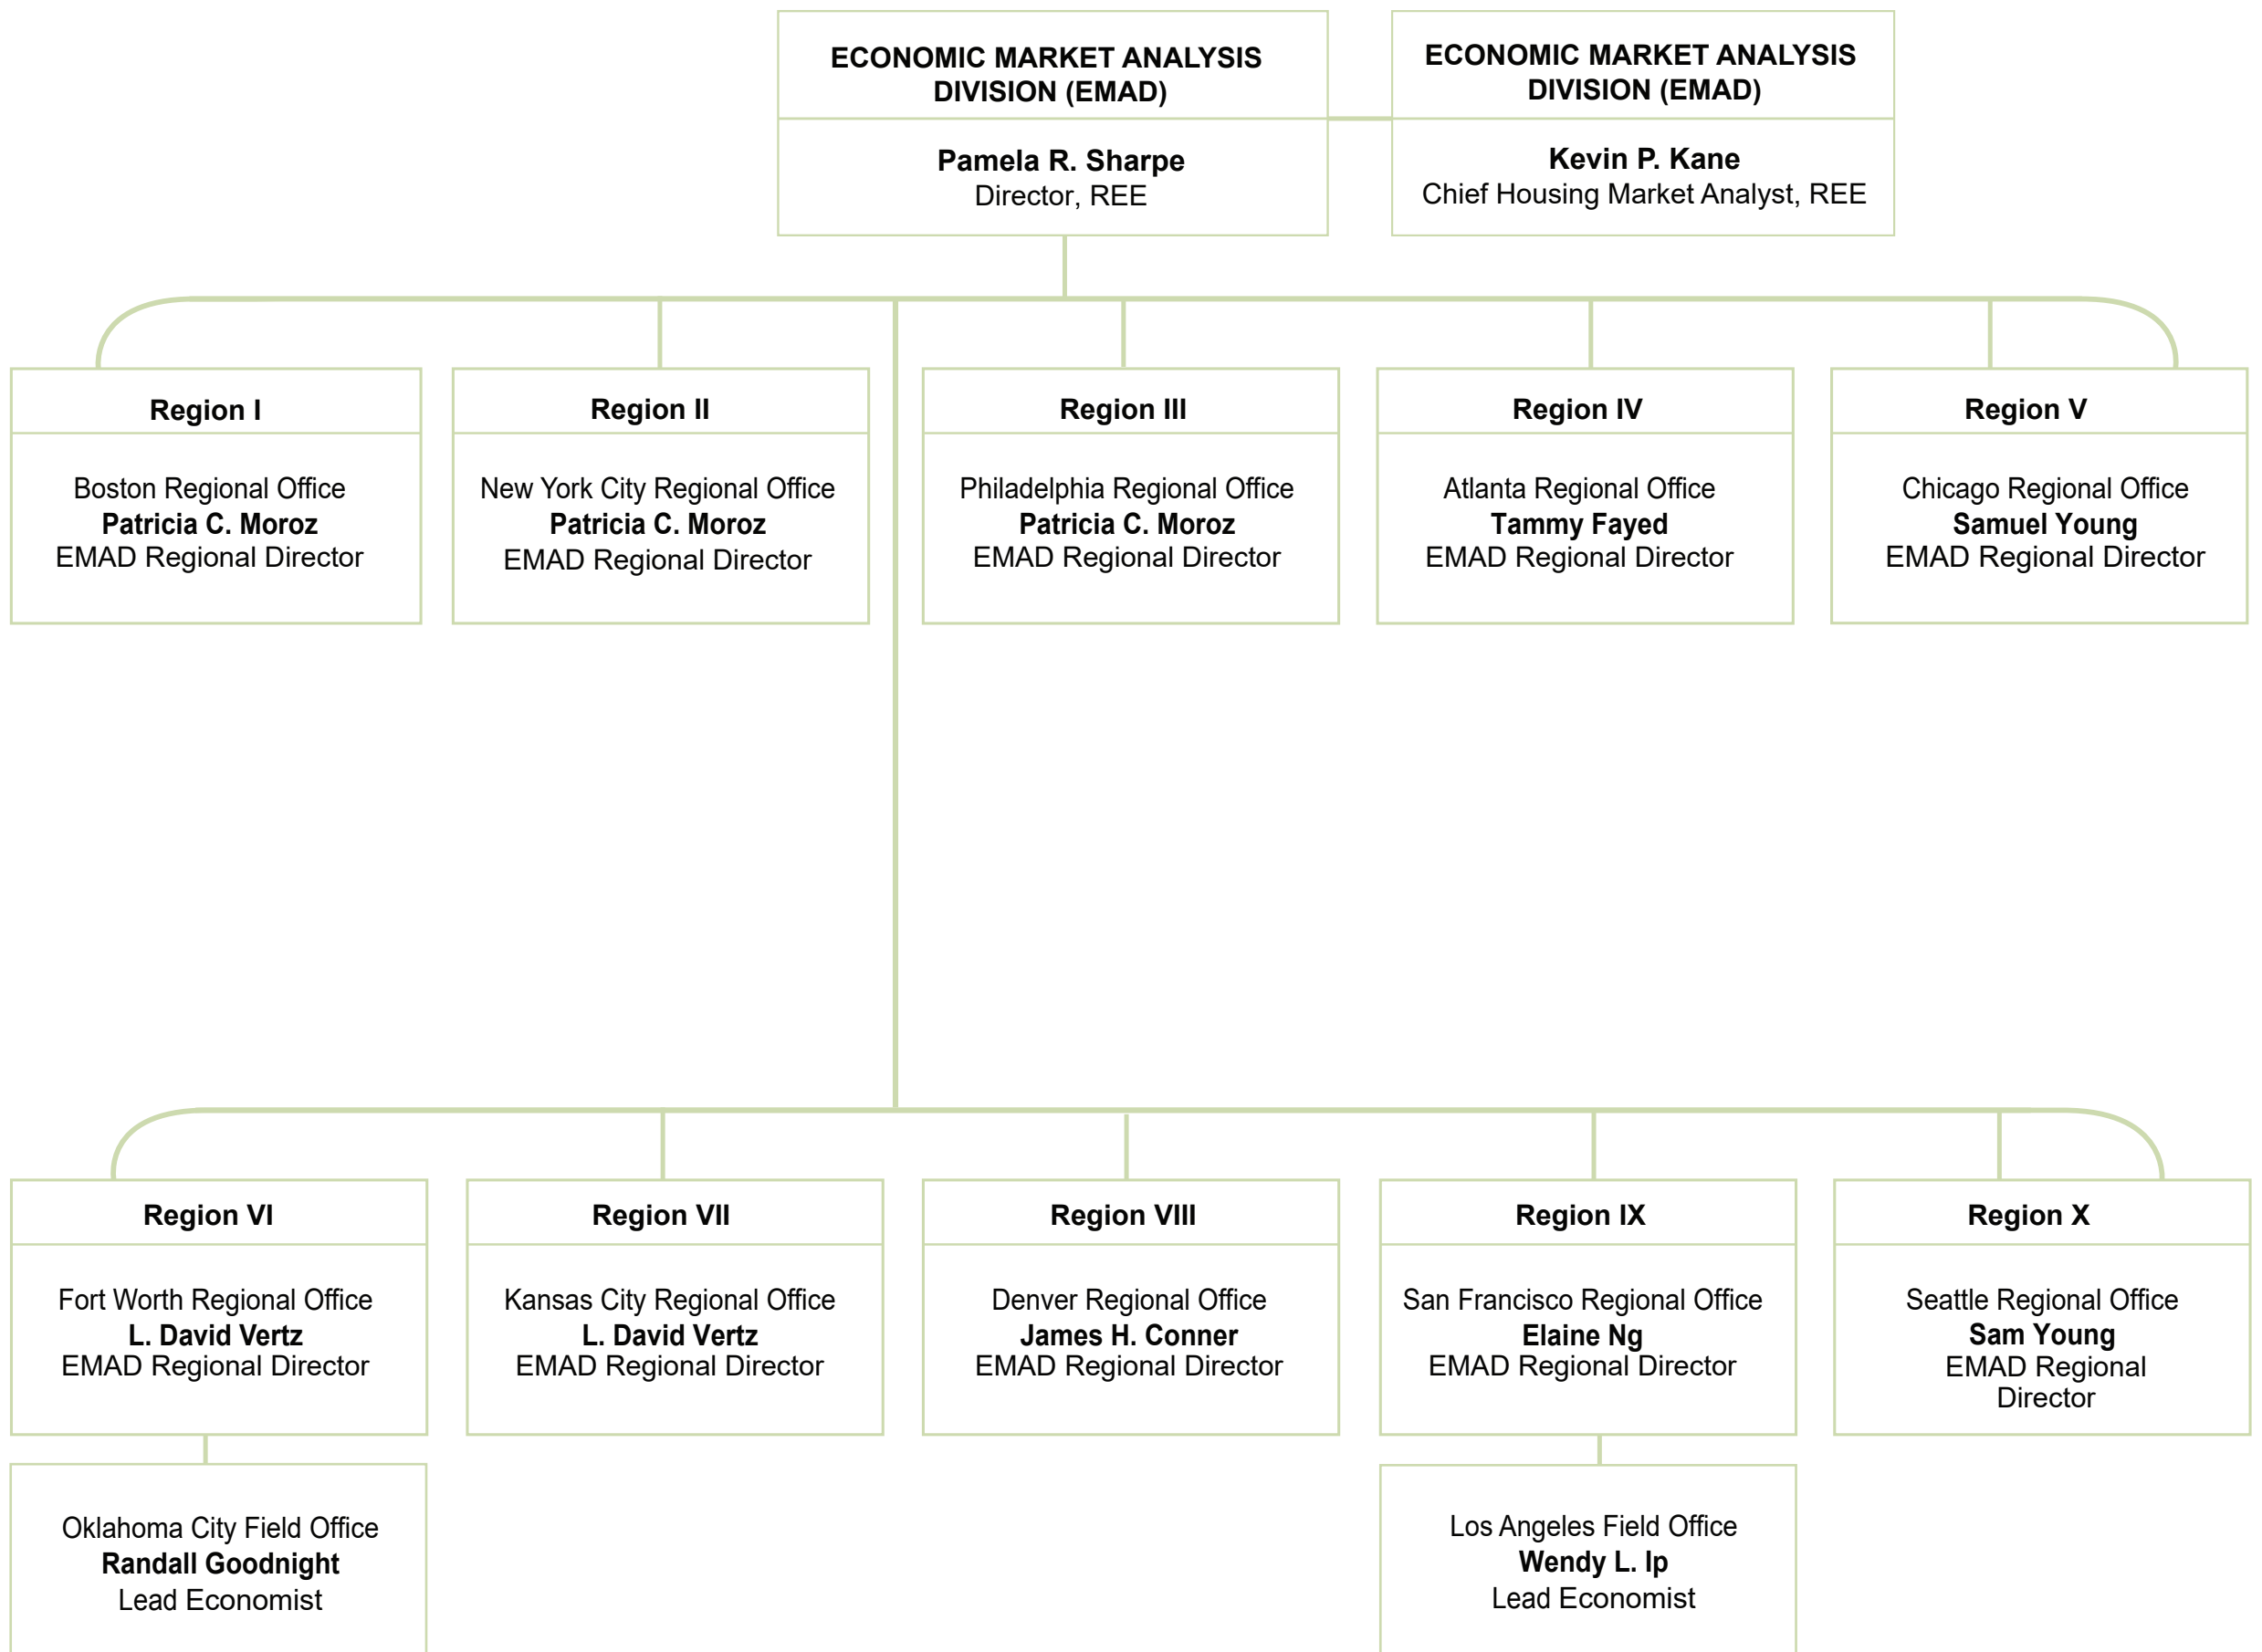 ECONOMIC MARKET ANALYSIS
DIVISION (EMAD)
Pamela R. Sharpe
Director, REE
ECONOMIC MARKET ANALYSIS
DIVISION (EMAD)
Kevin P. Kane
Chief Housing Market Analyst, REE
Region I
Boston Regional Office
Patricia C. Moroz
EMAD Regional Director
Region II
New York City Regional Office
Patricia C. Moroz
EMAD Regional Director
Region III
Philadelphia Regional Office
Patricia C. Moroz
EMAD Regional Director
Region IV
Atlanta Regional Office
Tammy Fayed
EMAD Regional Director
Region V
Chicago Regional Office
Samuel Young
EMAD Regional Director
Region VI
Fort Worth Regional Office
L. David Vertz
EMAD Regional Director
Region VII
Kansas City Regional Office
L. David Vertz
EMAD Regional Director
Region VIII
Denver Regional Office
James H. Conner
EMAD Regional Director
Region IX
San Francisco Regional Office
Elaine Ng
EMAD Regional Director
Region X
Seattle Regional Office
Sam Young
EMAD Regional
Director
Oklahoma City Field Office
Randall Goodnight
Lead Economist
Los Angeles Field Office
Wendy L. Ip
Lead Economist